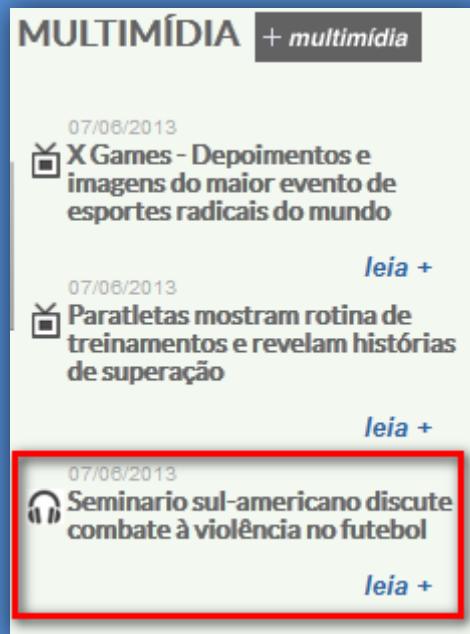 MULTIMÍDIA + multimídia
07/06/2013
X Games - Depoimentos e
imagens do maior evento de
esportes radicais do mundo
leia +
07/06/2013
Paratletas mostram rotina de
treinamentos e revelam histórias
de superação
leia +
07/06/2013
Seminario sul-americano discute
combate à violência no futebol
leia +